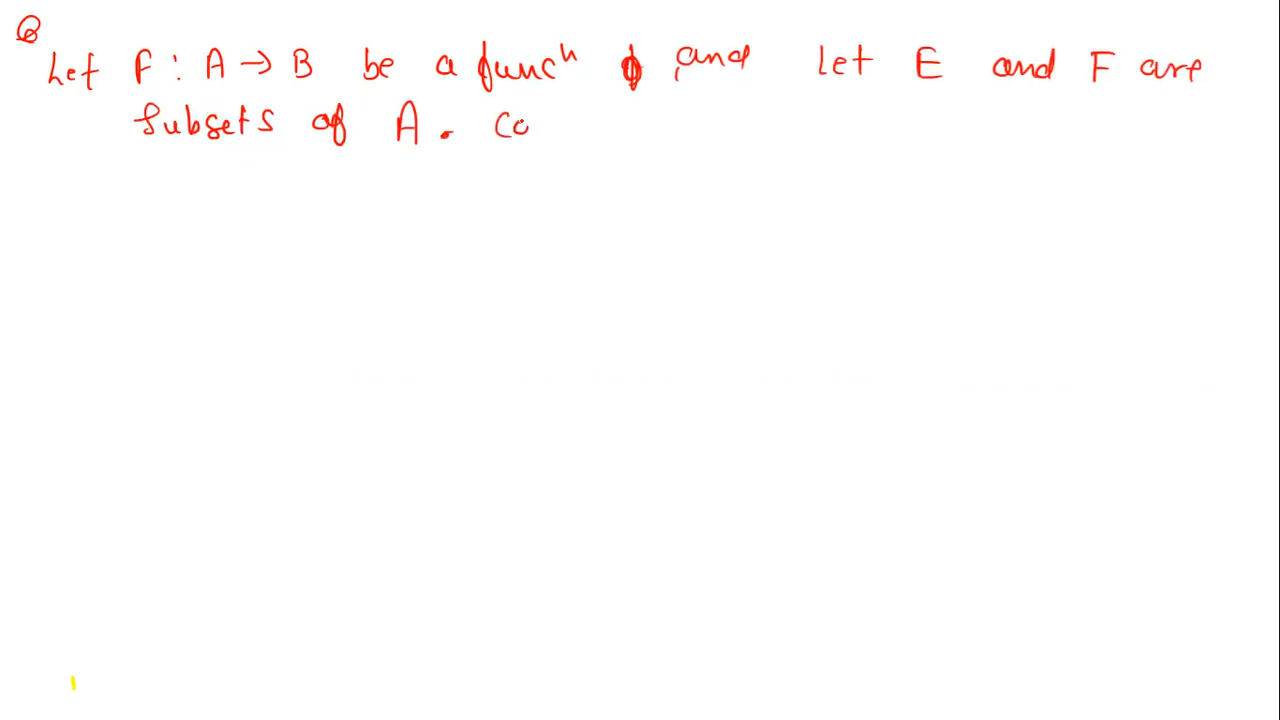 Q
Let F : A → B be a funcn and let E and F are
subsets of A. co